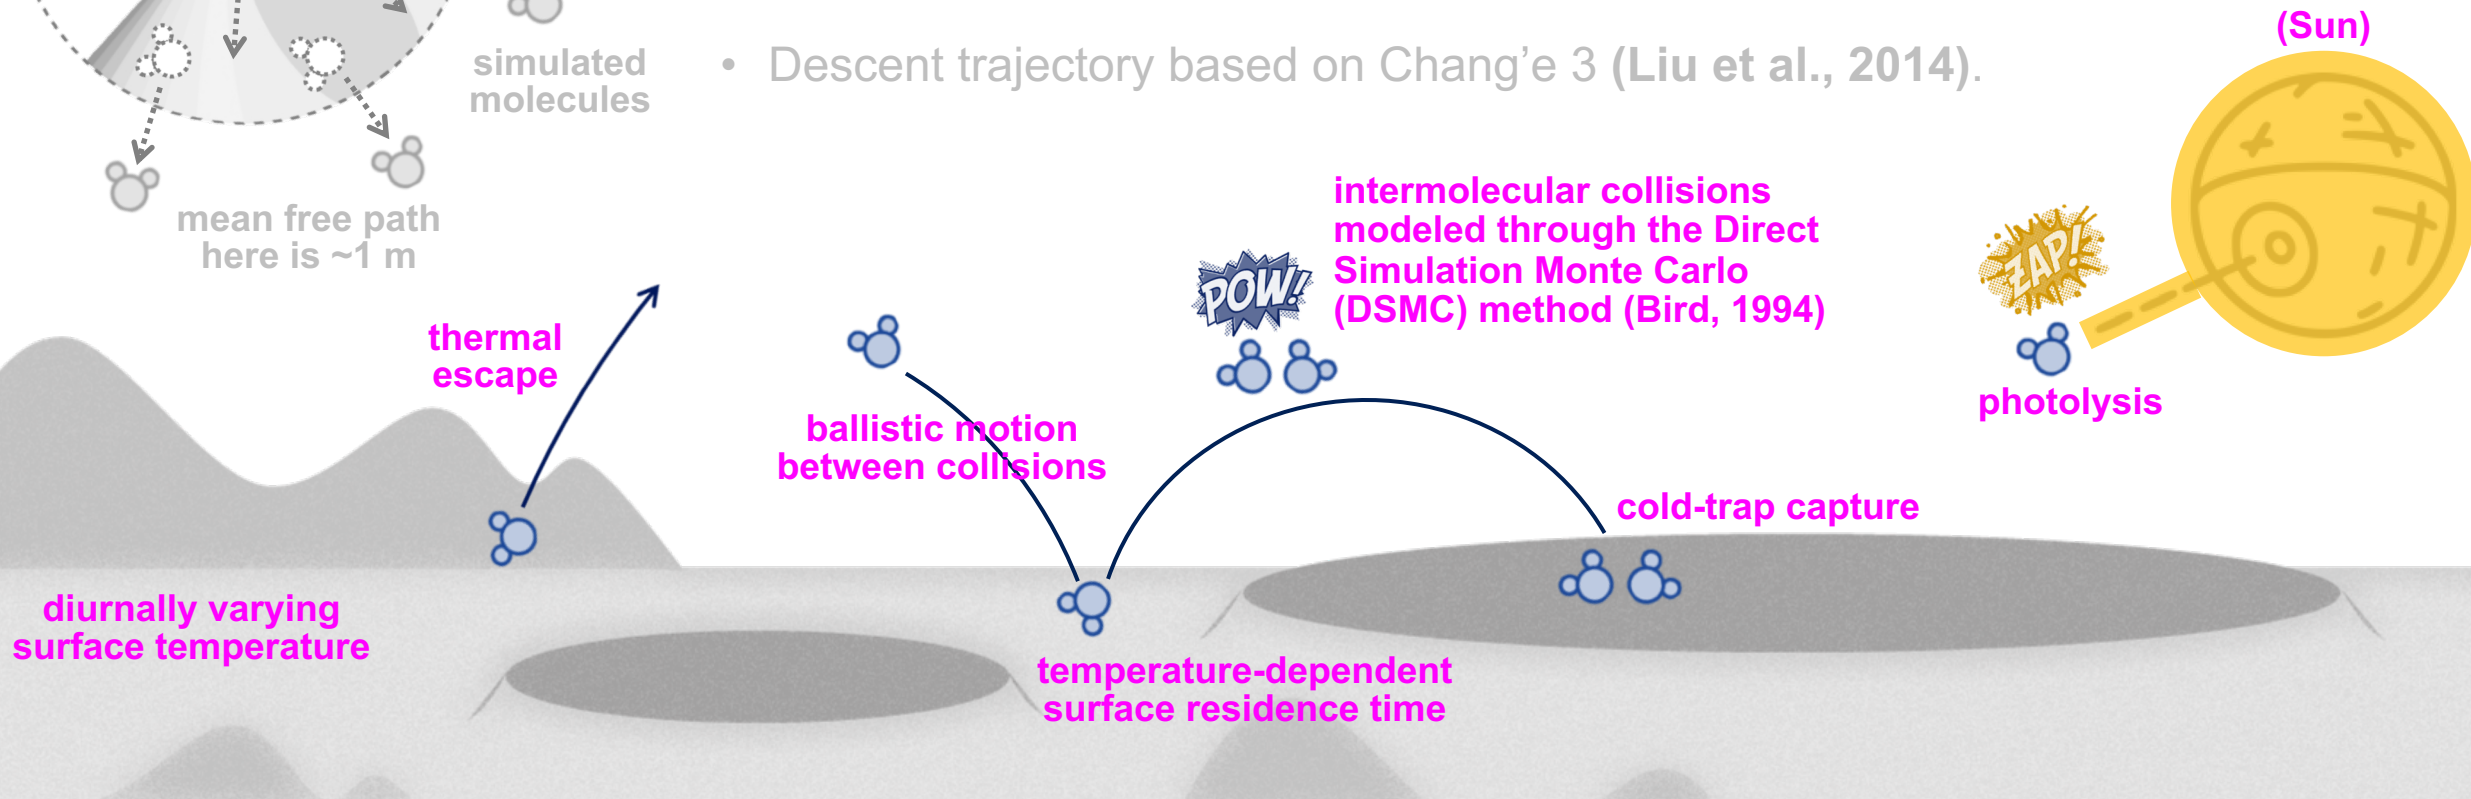 (Sun)
simulated
molecules
• Descent trajectory based on Chang’e 3 (Liu et al., 2014).
mean free path
here is ~1 m
intermolecular collisions
modeled through the Direct
Simulation Monte Carlo
(DSMC) method (Bird, 1994)
POW!
ZAP!
thermal
escape
photolysis
ballistic motion
between collisions
cold-trap capture
diurnally varying
surface temperature
temperature-dependent
surface residence time